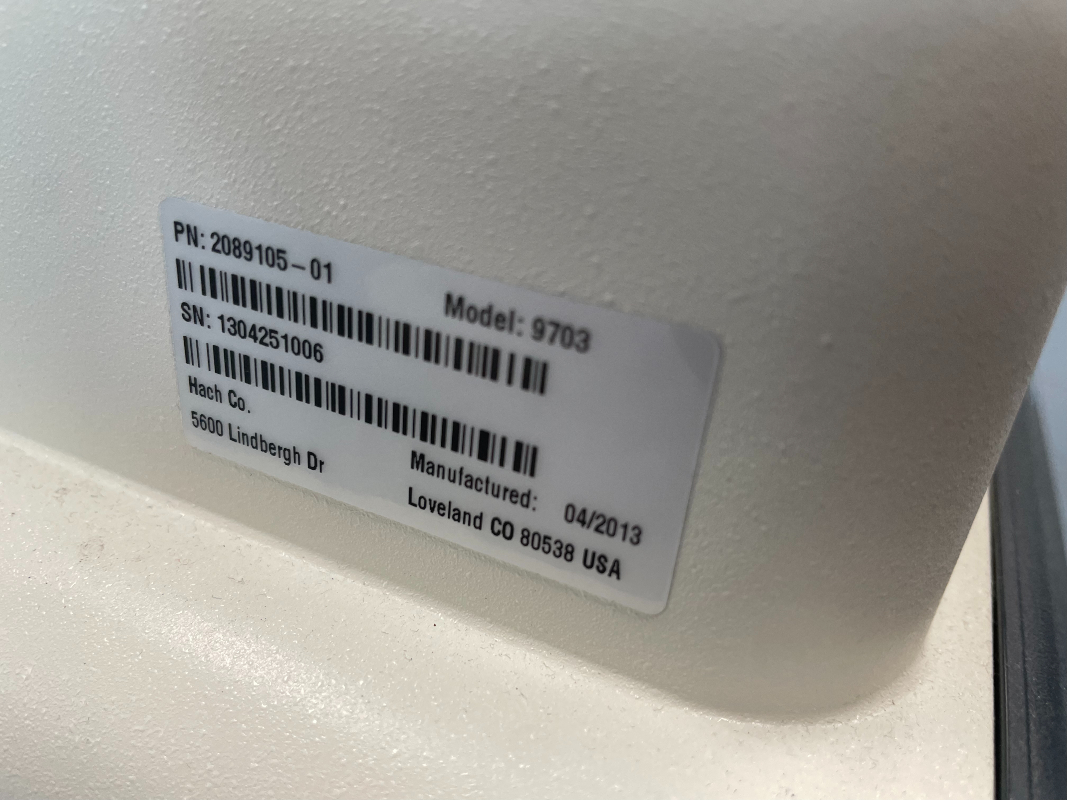 PN: 2089105-01
Model: 9703
SN: 1304251006
Hach Co.
5600 Lindbergh Dr
Manufactured: 04/2013
Loveland CO 80538 USA